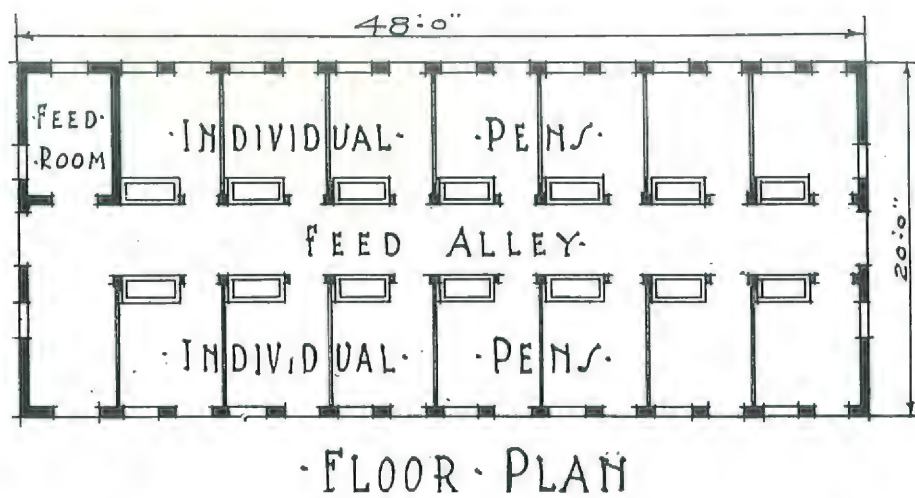 48'-0"
·FEED·
·ROOM
·INDIVIDUAL· ·PENS·
FEED ALLEY·
20'-0"
·INDIVIDUAL· ·PENS·
·FLOOR·PLAN